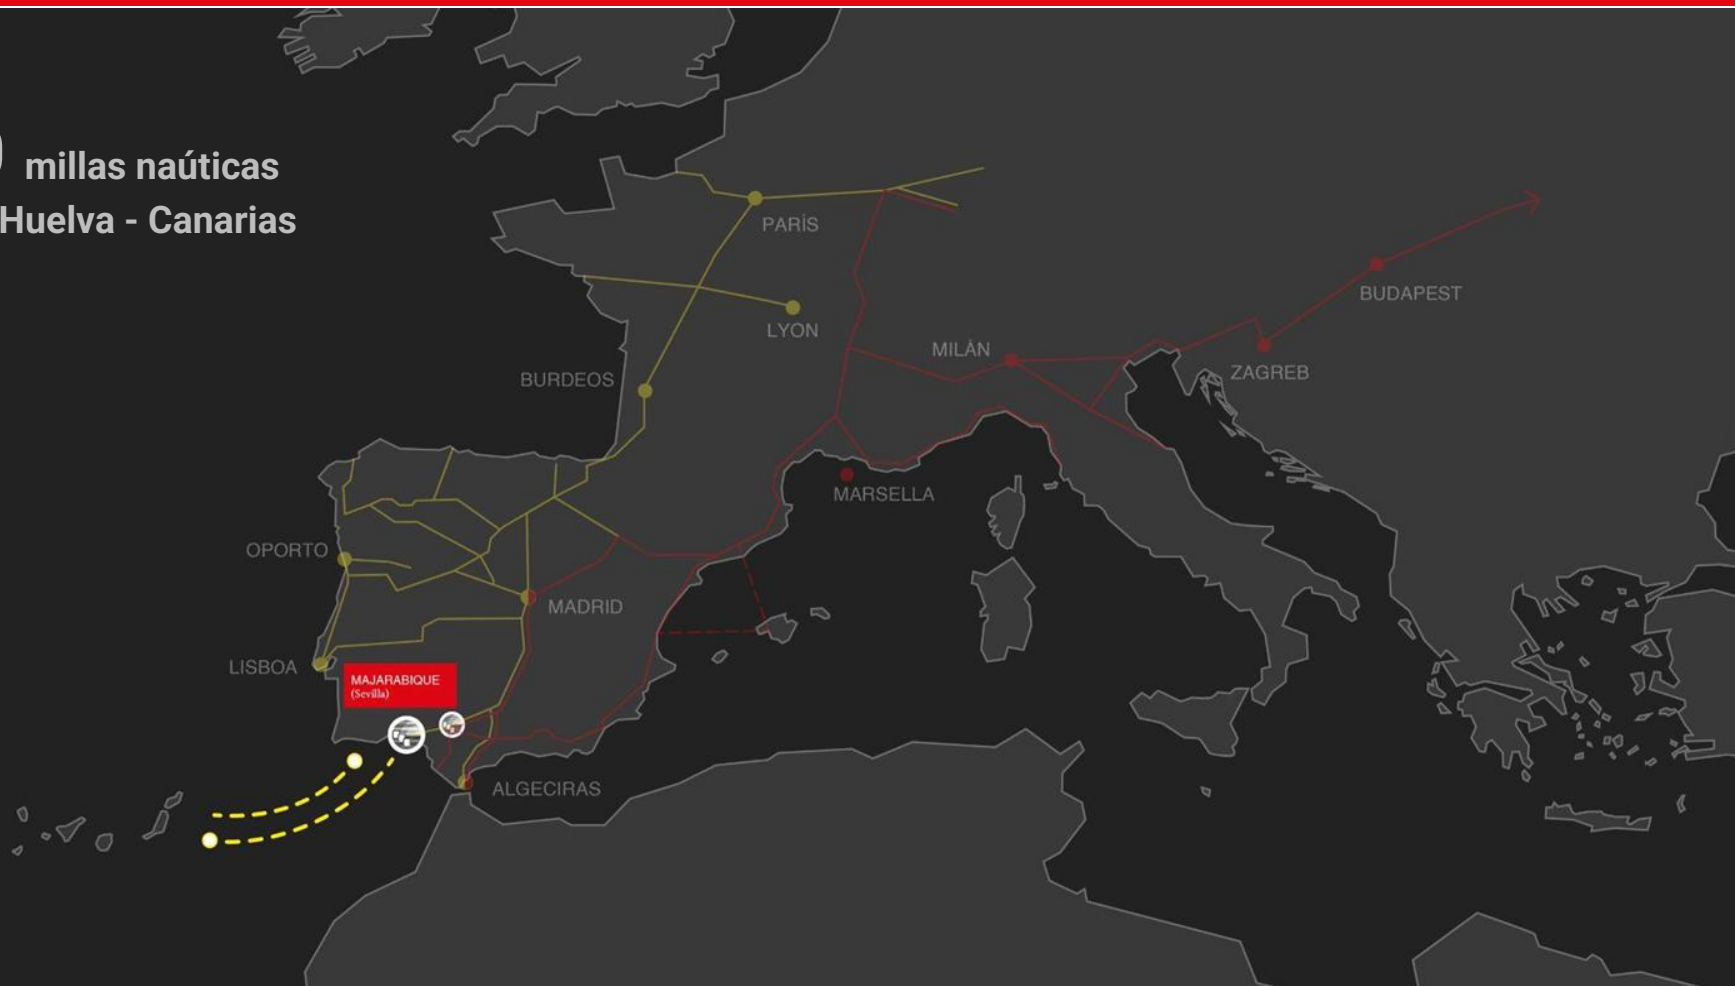 millas naúticas
Huelva - Canarias
PARÍS
LYON
BURDEOS
MILÁN
BUDAPEST
ZAGREB
MARSELLA
OPORTO
MADRID
LISBOA
MAJARABIQUE
(Sevilla)
ALGECIRAS